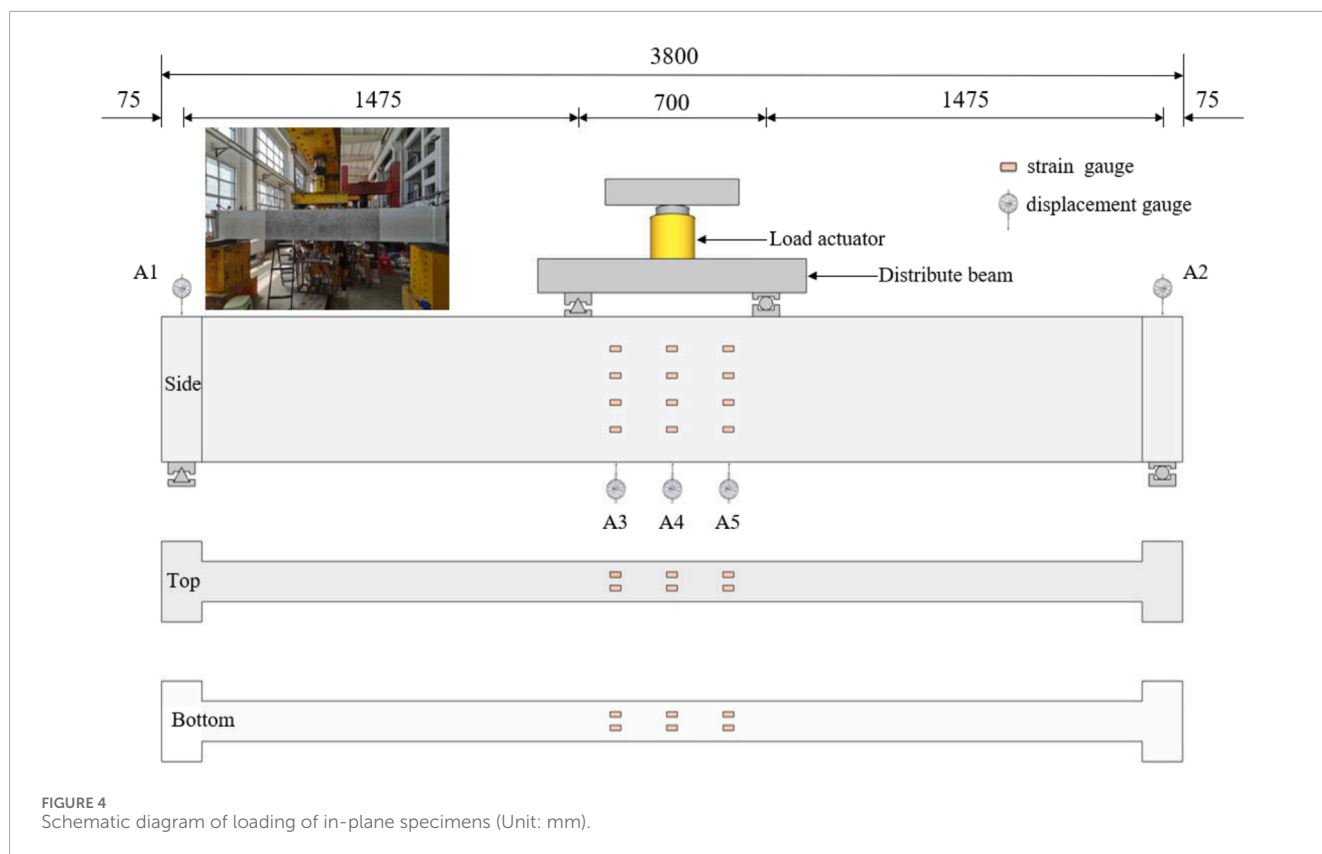 3800
75 1475 700 1475 75
strain gauge
displacement gauge
Load actuator
Distribute beam
A1
A2
Side
A3 A4 A5
Top
Bottom
FIGURE 4
Schematic diagram of loading of in-plane specimens (Unit: mm).